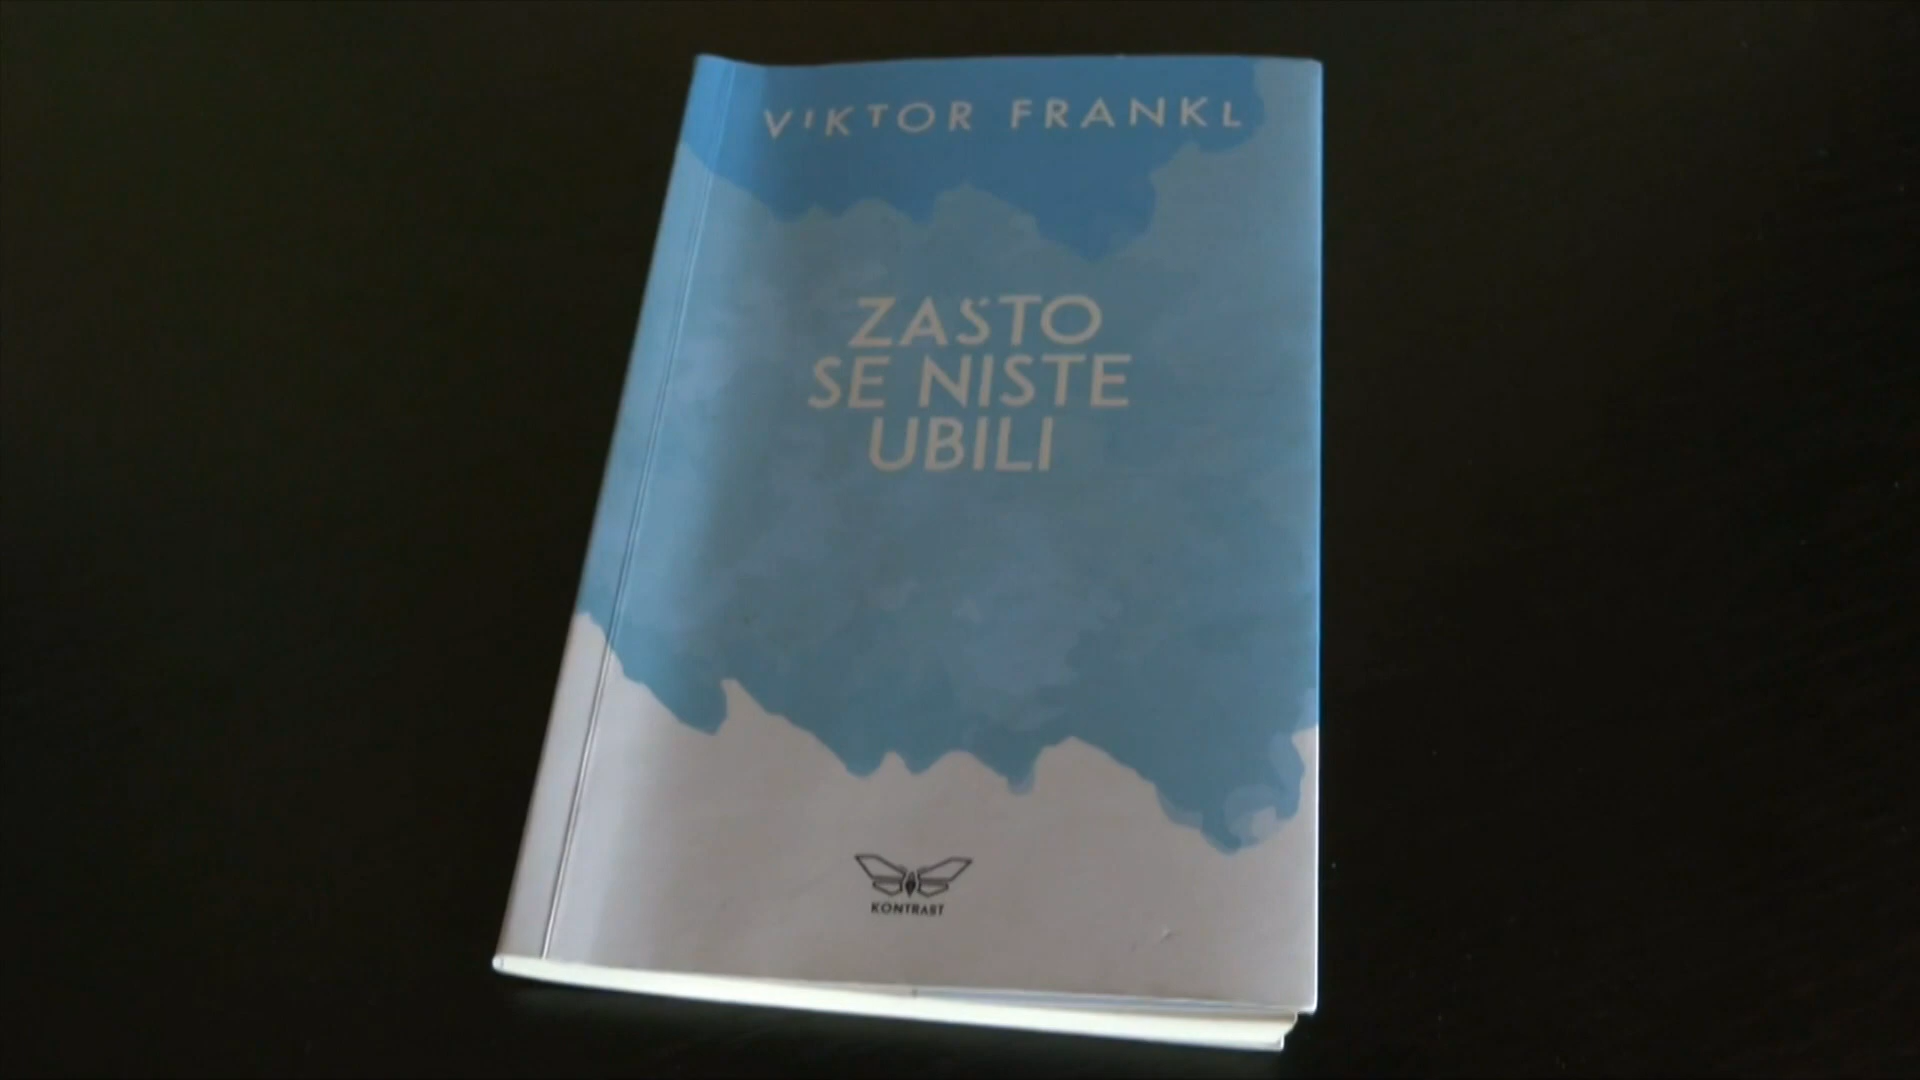 VIKTOR FRANKL
ZAŠTO
SE NISTE
UBILI
KONTRAST